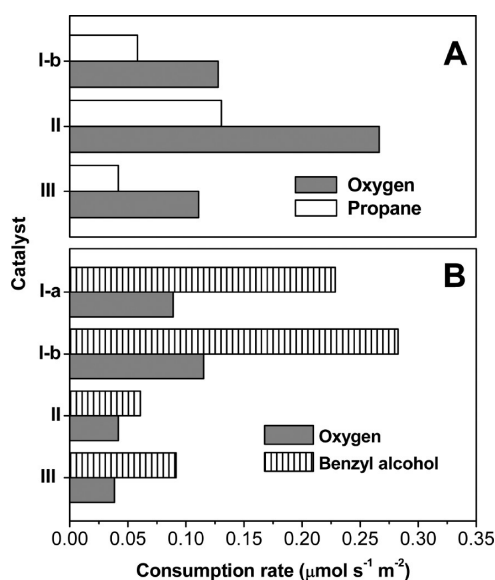 A
I-b
II
III
Oxygen
Propane
Catalyst
B
I-a
I-b
II
III
Oxygen
Benzyl alcohol
0.00 0.05 0.10 0.15 0.20 0.25 0.30 0.35
Consumption rate (μmol s⁻¹ m⁻²)